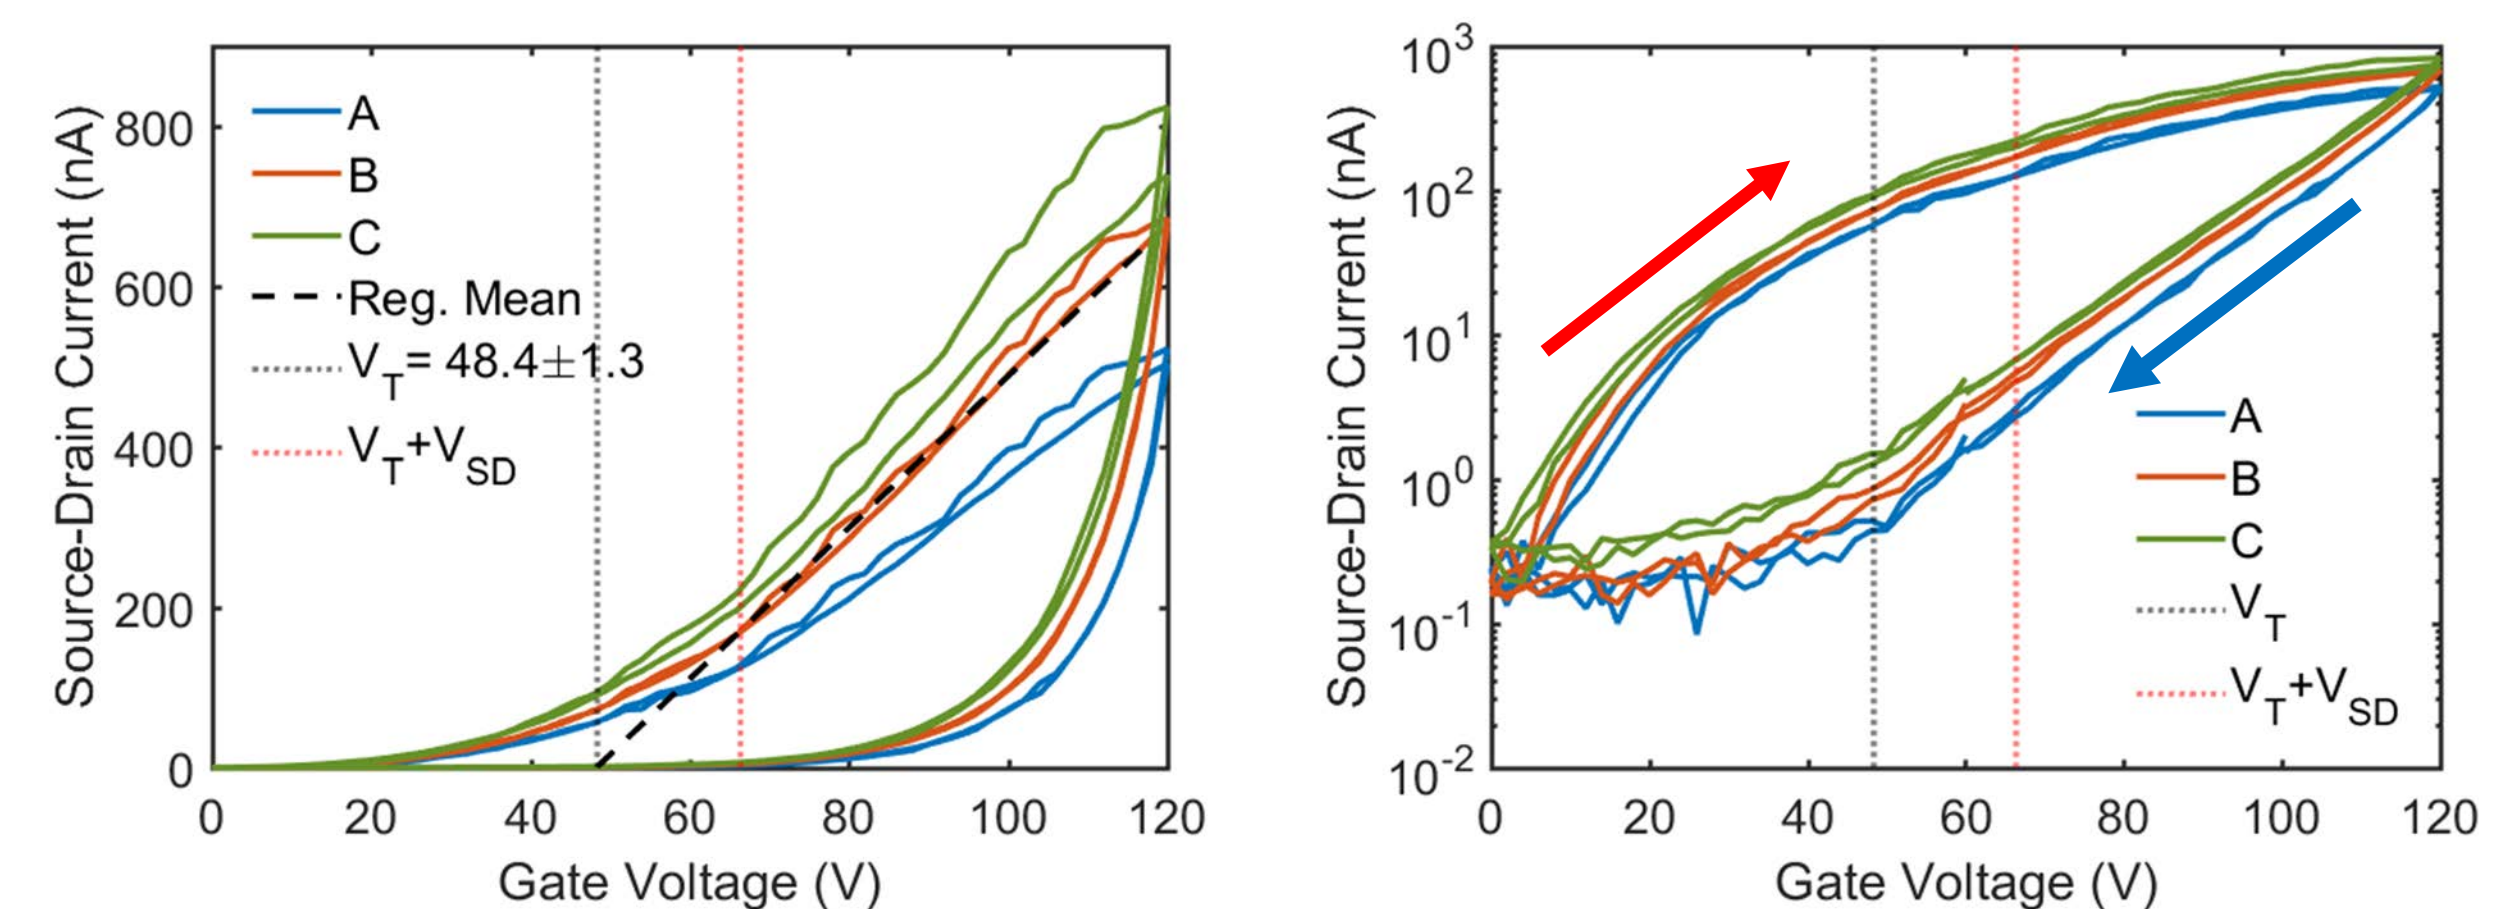 Source-Drain Current (nA)
800
600
400
200
0
0 20 40 60 80 100 120
Gate Voltage (V)
A
B
C
Reg. Mean
V_T= 48.4±1.3
V_T+V_SD
Source-Drain Current (nA)
10^3
10^2
10^1
10^0
10^-1
10^-2
0 20 40 60 80 100 120
Gate Voltage (V)
A
B
C
V_T
V_T+V_SD